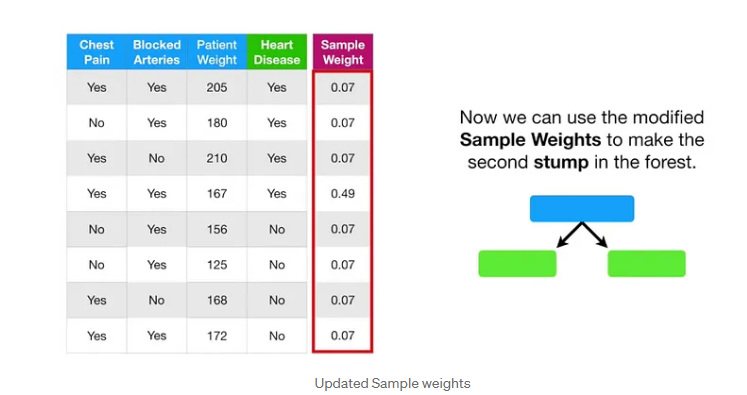 Chest Pain Blocked Arteries Patient Weight Heart Disease Sample Weight
Yes Yes 205 Yes 0.07
No Yes 180 Yes 0.07
Yes No 210 Yes 0.07
Yes Yes 167 Yes 0.49
No Yes 156 No 0.07
No Yes 125 No 0.07
Yes No 168 No 0.07
Yes Yes 172 No 0.07
Now we can use the modified
Sample Weights to make the
second stump in the forest.
Updated Sample weights